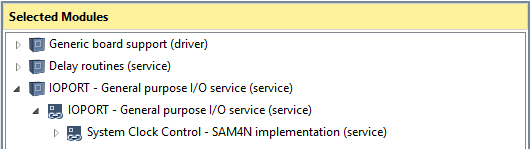 Selected Modules
Generic board support (driver)
Delay routines (service)
IOPORT - General purpose I/O service (service)
IOPORT - General purpose I/O service (service)
System Clock Control - SAM4N implementation (service)